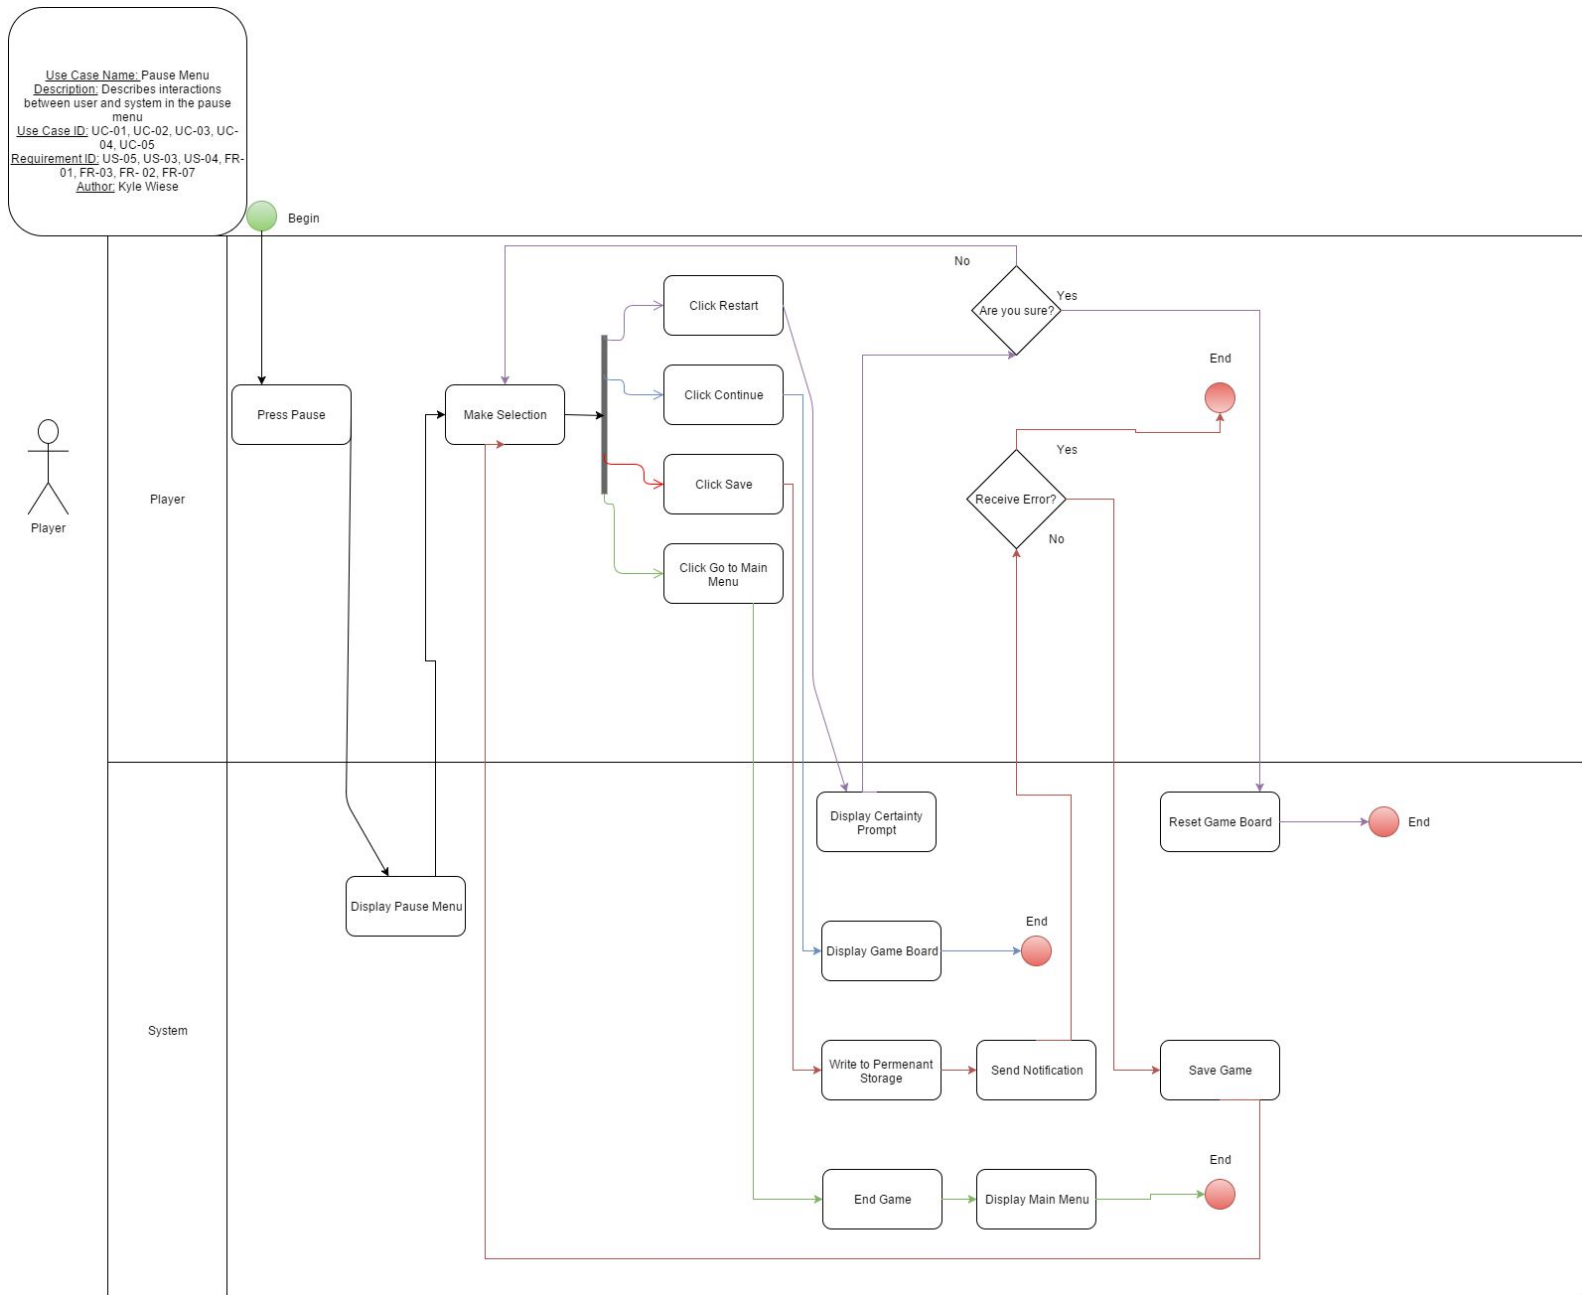 Use Case Name: Pause Menu
Description: Describes interactions
between user and system in the pause
menu
Use Case ID: UC-01, UC-02, UC-03, UC-
04, UC-05
Requirement ID: US-05, US-03, US-04, FR-
01, FR-03, FR- 02, FR-07
Author: Kyle Wiese
Begin
No
Yes
Are you sure?
Click Restart
End
Click Continue
Press Pause
Make Selection
Yes
Click Save
Receive Error?
Player
Player
No
Click Go to Main
Menu
Display Certainty
Prompt
Reset Game Board
End
Display Pause Menu
End
Display Game Board
System
Write to Permenant
Storage
Send Notification
Save Game
End
End Game
Display Main Menu